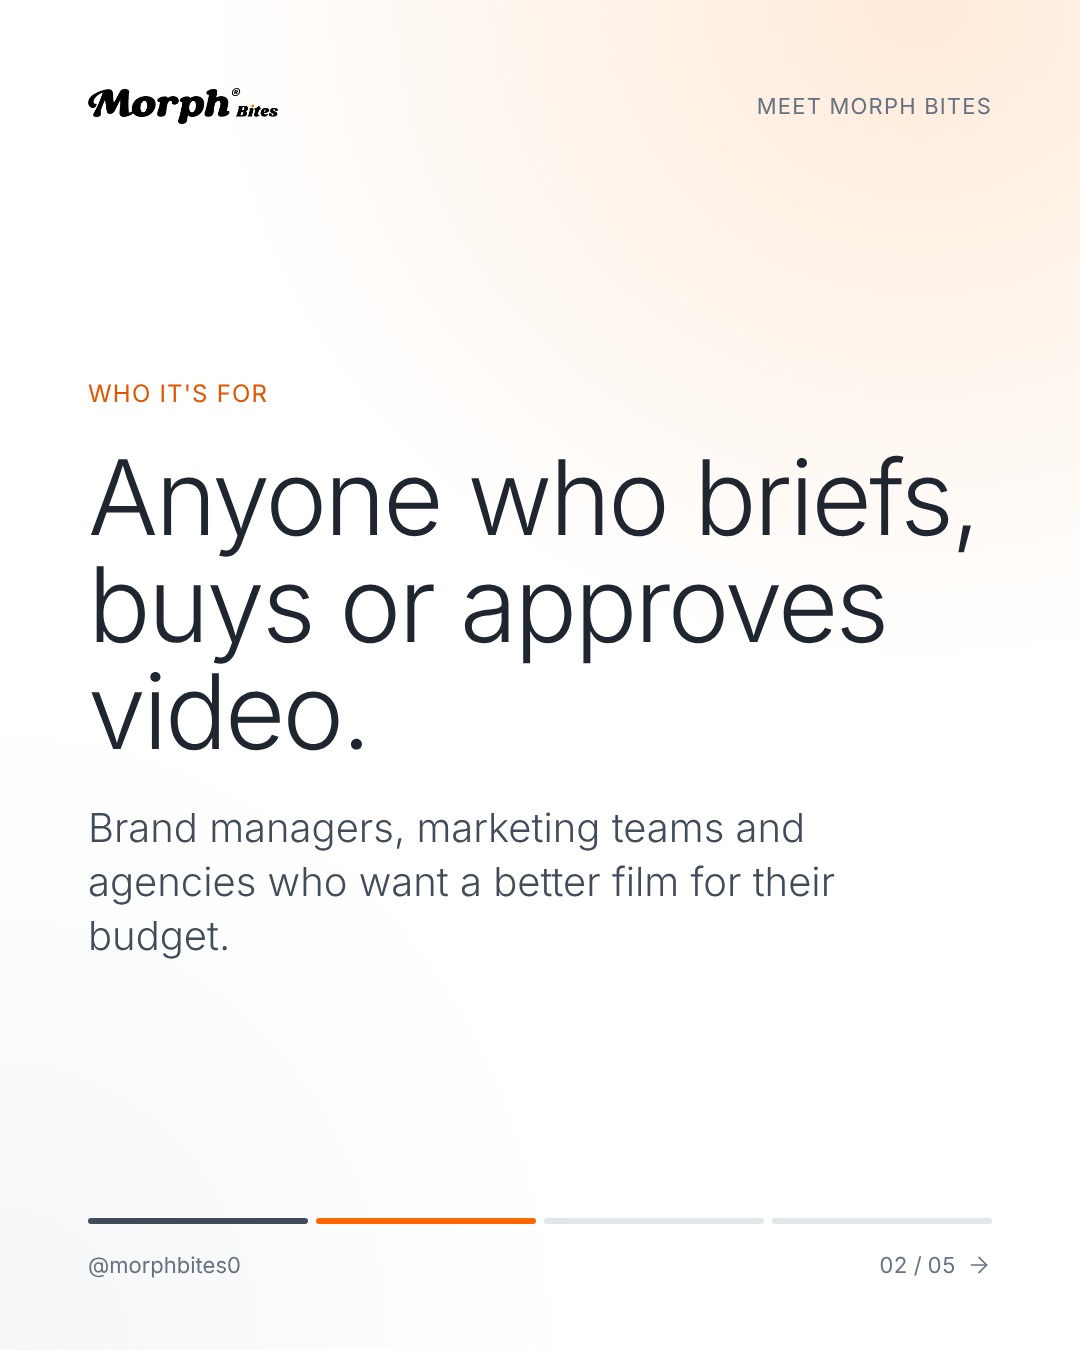 Morph® Bites
MEET MORPH BITES
WHO IT'S FOR
Anyone who briefs,
buys or approves
video.
Brand managers, marketing teams and
agencies who want a better film for their
budget.
@morphbites0
02 / 05 →